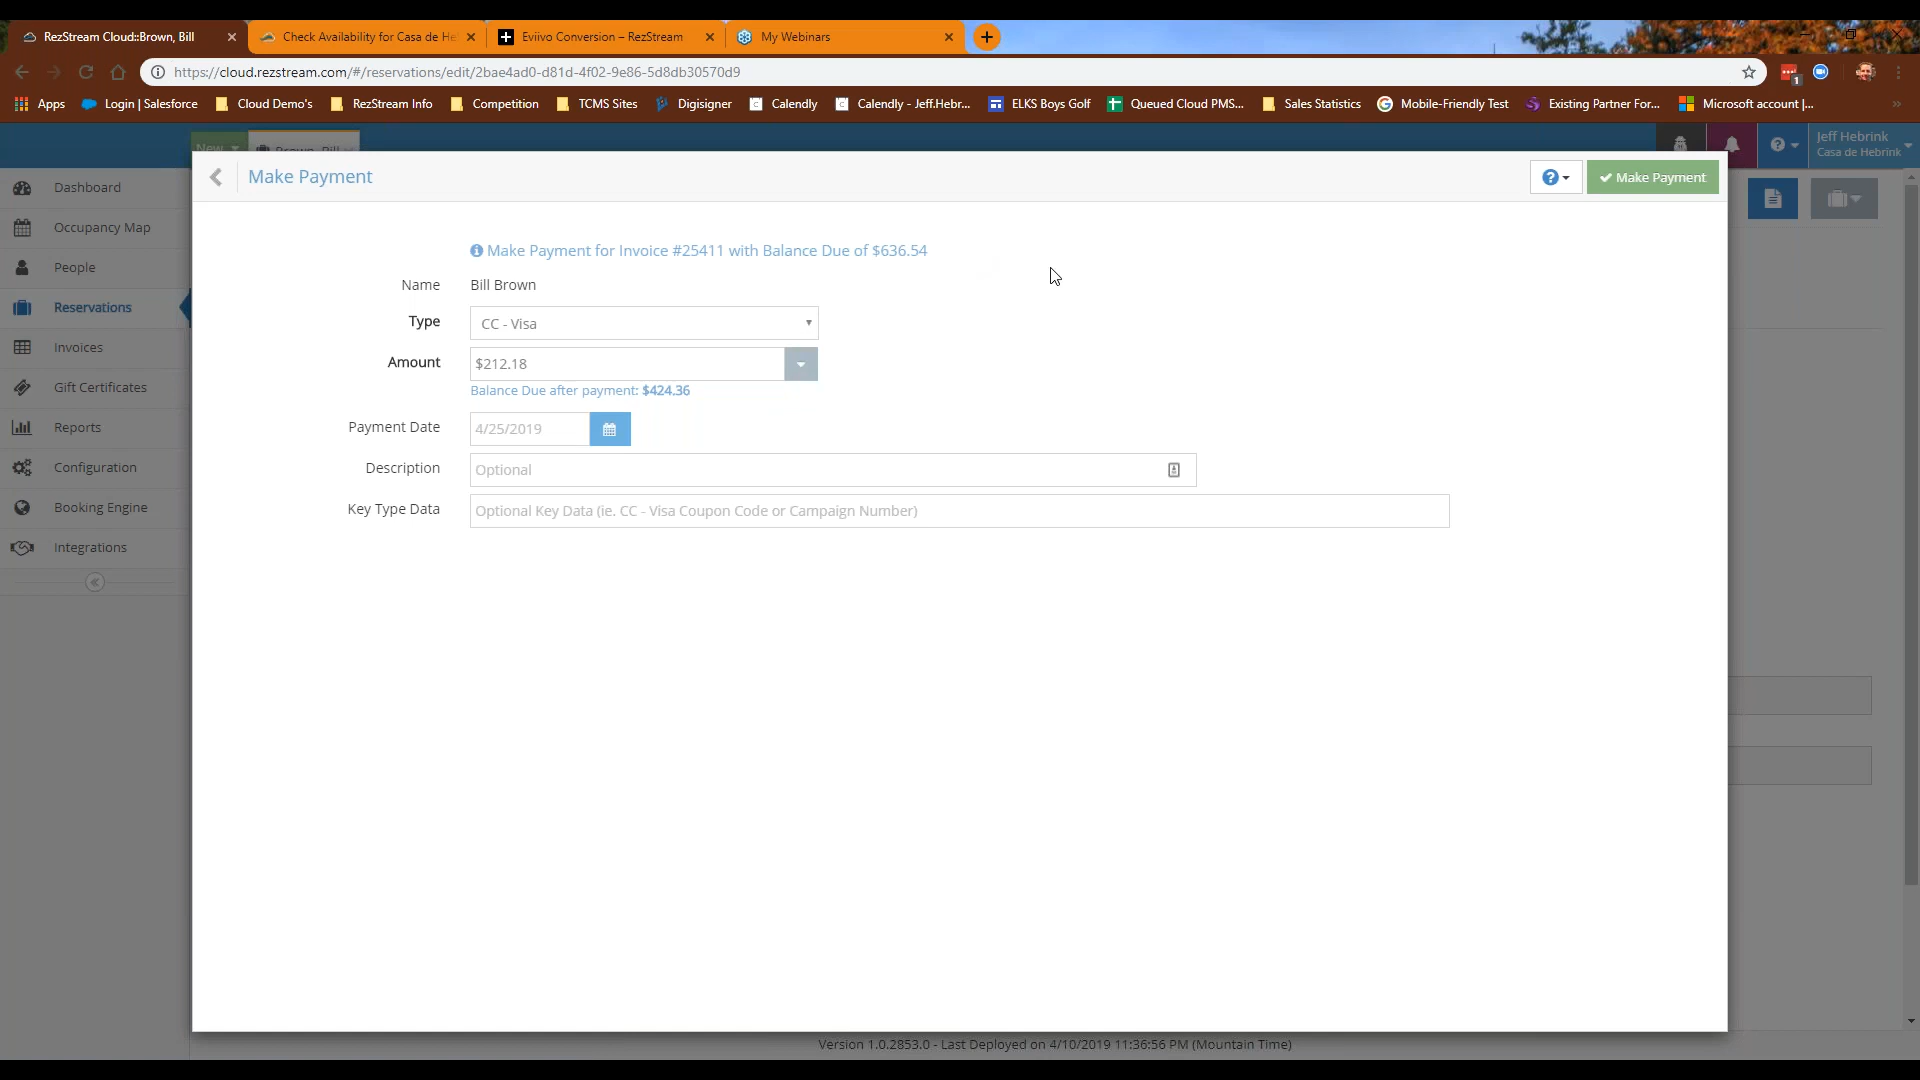 RezStream Cloud::Brown, Bill
Check Availability for Casa de He
Eviivo Conversion – RezStream
My Webinars
https://cloud.rezstream.com/#/reservations/edit/2bae4ad0-d81d-4f02-9e86-5d8db30570d9
1
Apps
Login | Salesforce
Cloud Demo's
RezStream Info
Competition
TCMS Sites
Digisigner
Calendly
Calendly - Jeff.Hebr...
ELKS Boys Golf
Queued Cloud PMS...
Sales Statistics
Mobile-Friendly Test
Existing Partner For...
Microsoft account |...
New
Brown, Bill
Jeff Hebrink
Casa de Hebrink
Dashboard
Occupancy Map
People
Reservations
Invoices
Gift Certificates
Reports
Configuration
Booking Engine
Integrations
Make Payment
Make Payment
Make Payment for Invoice #25411 with Balance Due of $636.54
Name
Bill Brown
Type
CC - Visa
Amount
$212.18
Balance Due after payment: $424.36
Payment Date
4/25/2019
Description
Optional
Key Type Data
Optional Key Data (ie. CC - Visa Coupon Code or Campaign Number)
Version 1.0.2853.0 - Last Deployed on 4/10/2019 11:36:56 PM (Mountain Time)